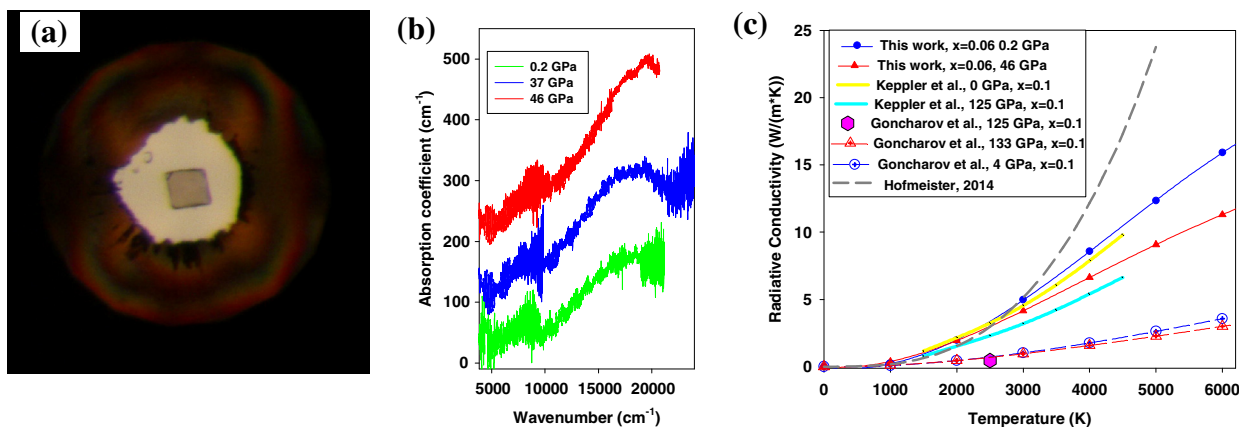 (a)
(b)
500
400
300
200
100
0
0.2 GPa
37 GPa
46 GPa
Absorption coefficient (cm⁻¹)
5000 10000 15000 20000
Wavenumber (cm⁻¹)
(c)
25
20
15
10
5
0
This work, x=0.06 0.2 GPa
This work, x=0.06, 46 GPa
Keppler et al., 0 GPa, x=0.1
Keppler et al., 125 GPa, x=0.1
Goncharov et al., 125 GPa, x=0.1
Goncharov et al., 133 GPa, x=0.1
Goncharov et al., 4 GPa, x=0.1
Hofmeister, 2014
Radiative Conductivity (W/(m*K))
0 1000 2000 3000 4000 5000 6000
Temperature (K)